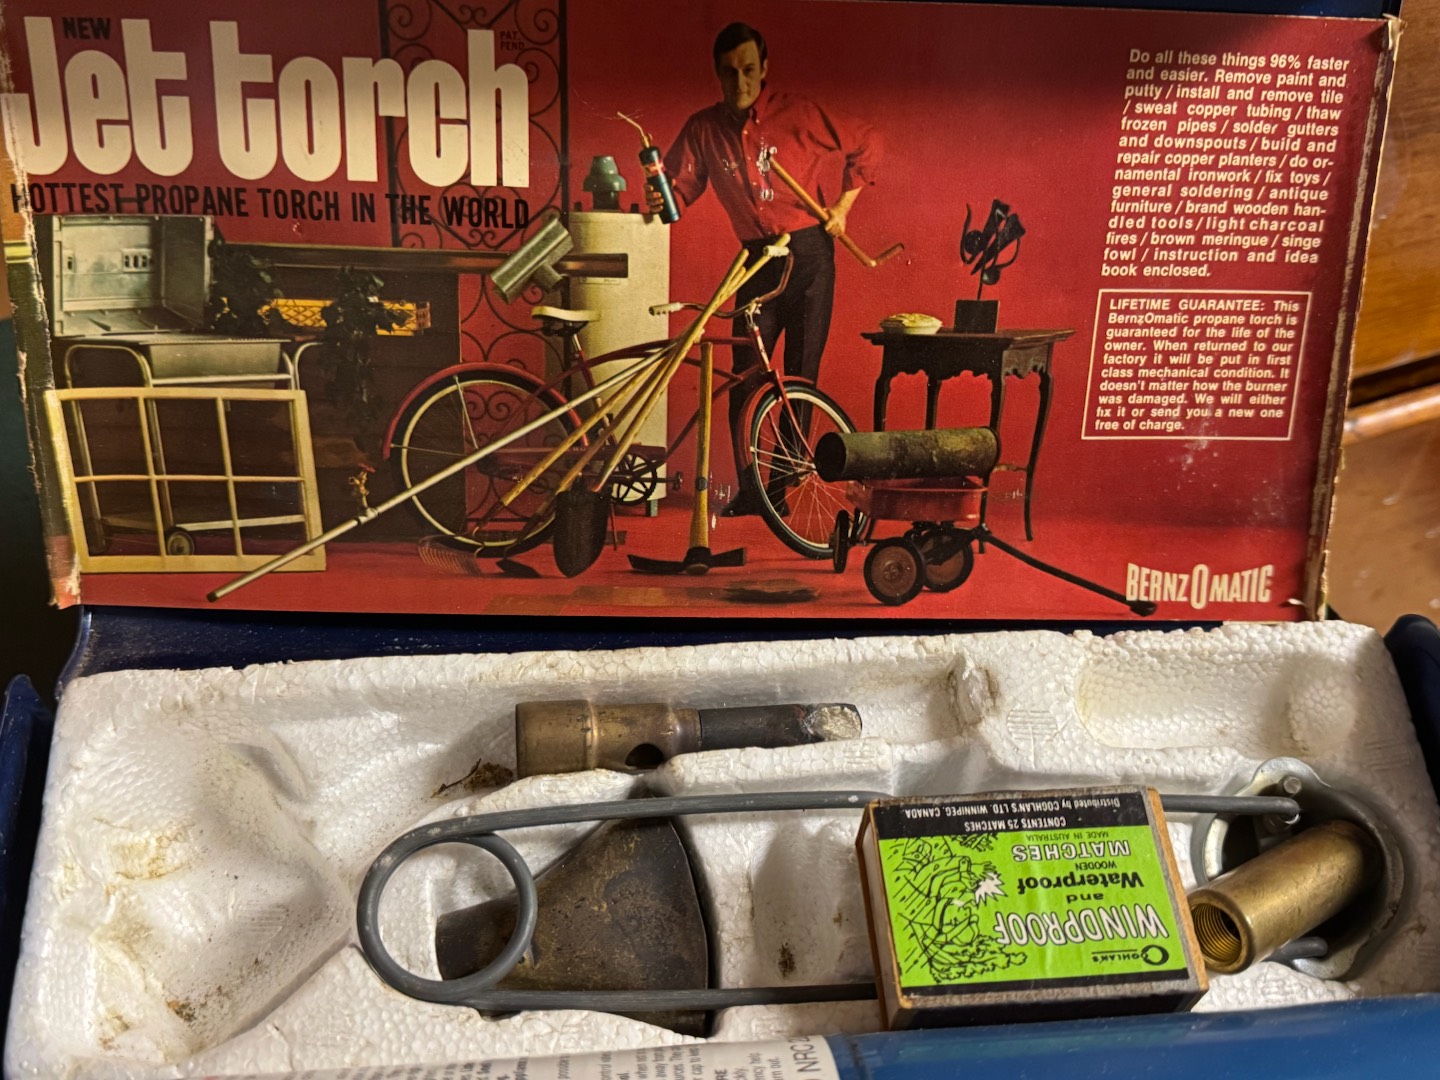 NEW
Jet torch
PAT.
PEND.
HOTTEST PROPANE TORCH IN THE WORLD
Do all these things 96% faster
and easier. Remove paint and
putty / install and remove tile
/ sweat copper tubing / thaw
frozen pipes / solder gutters
and downspouts / build and
repair copper planters / do or-
namental ironwork / fix toys /
general soldering / antique
furniture / brand wooden han-
dled tools / light charcoal
fires / brown meringue / singe
fowl / instruction and idea
book enclosed.
LIFETIME GUARANTEE: This
BernzOmatic propane torch is
guaranteed for the life of the
owner. When returned to our
factory it will be put in first
class mechanical condition. It
doesn't matter how the burner
was damaged. We will either
fix it or send you a new one
free of charge.
BERNZOMATIC
COGHLAN'S
WINDPROOF
and
Waterproof
WOODEN
MATCHES
MADE IN AUSTRALIA
CONTENTS 25 MATCHES
Distributed by COGHLAN'S LTD. WINNIPEG, CANADA